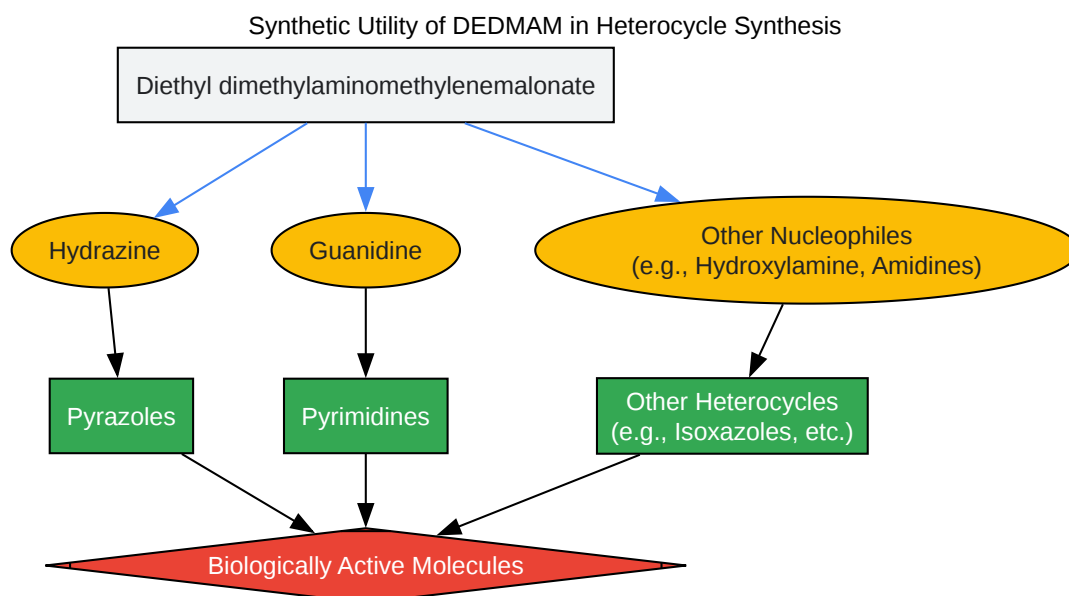 Synthetic Utility of DEDMAM in Heterocycle Synthesis
Diethyl dimethylaminomethylenemalonate
Hydrazine
Guanidine
Other Nucleophiles
(e.g., Hydroxylamine, Amidines)
Pyrazoles
Pyrimidines
Other Heterocycles
(e.g., Isoxazoles, etc.)
Biologically Active Molecules